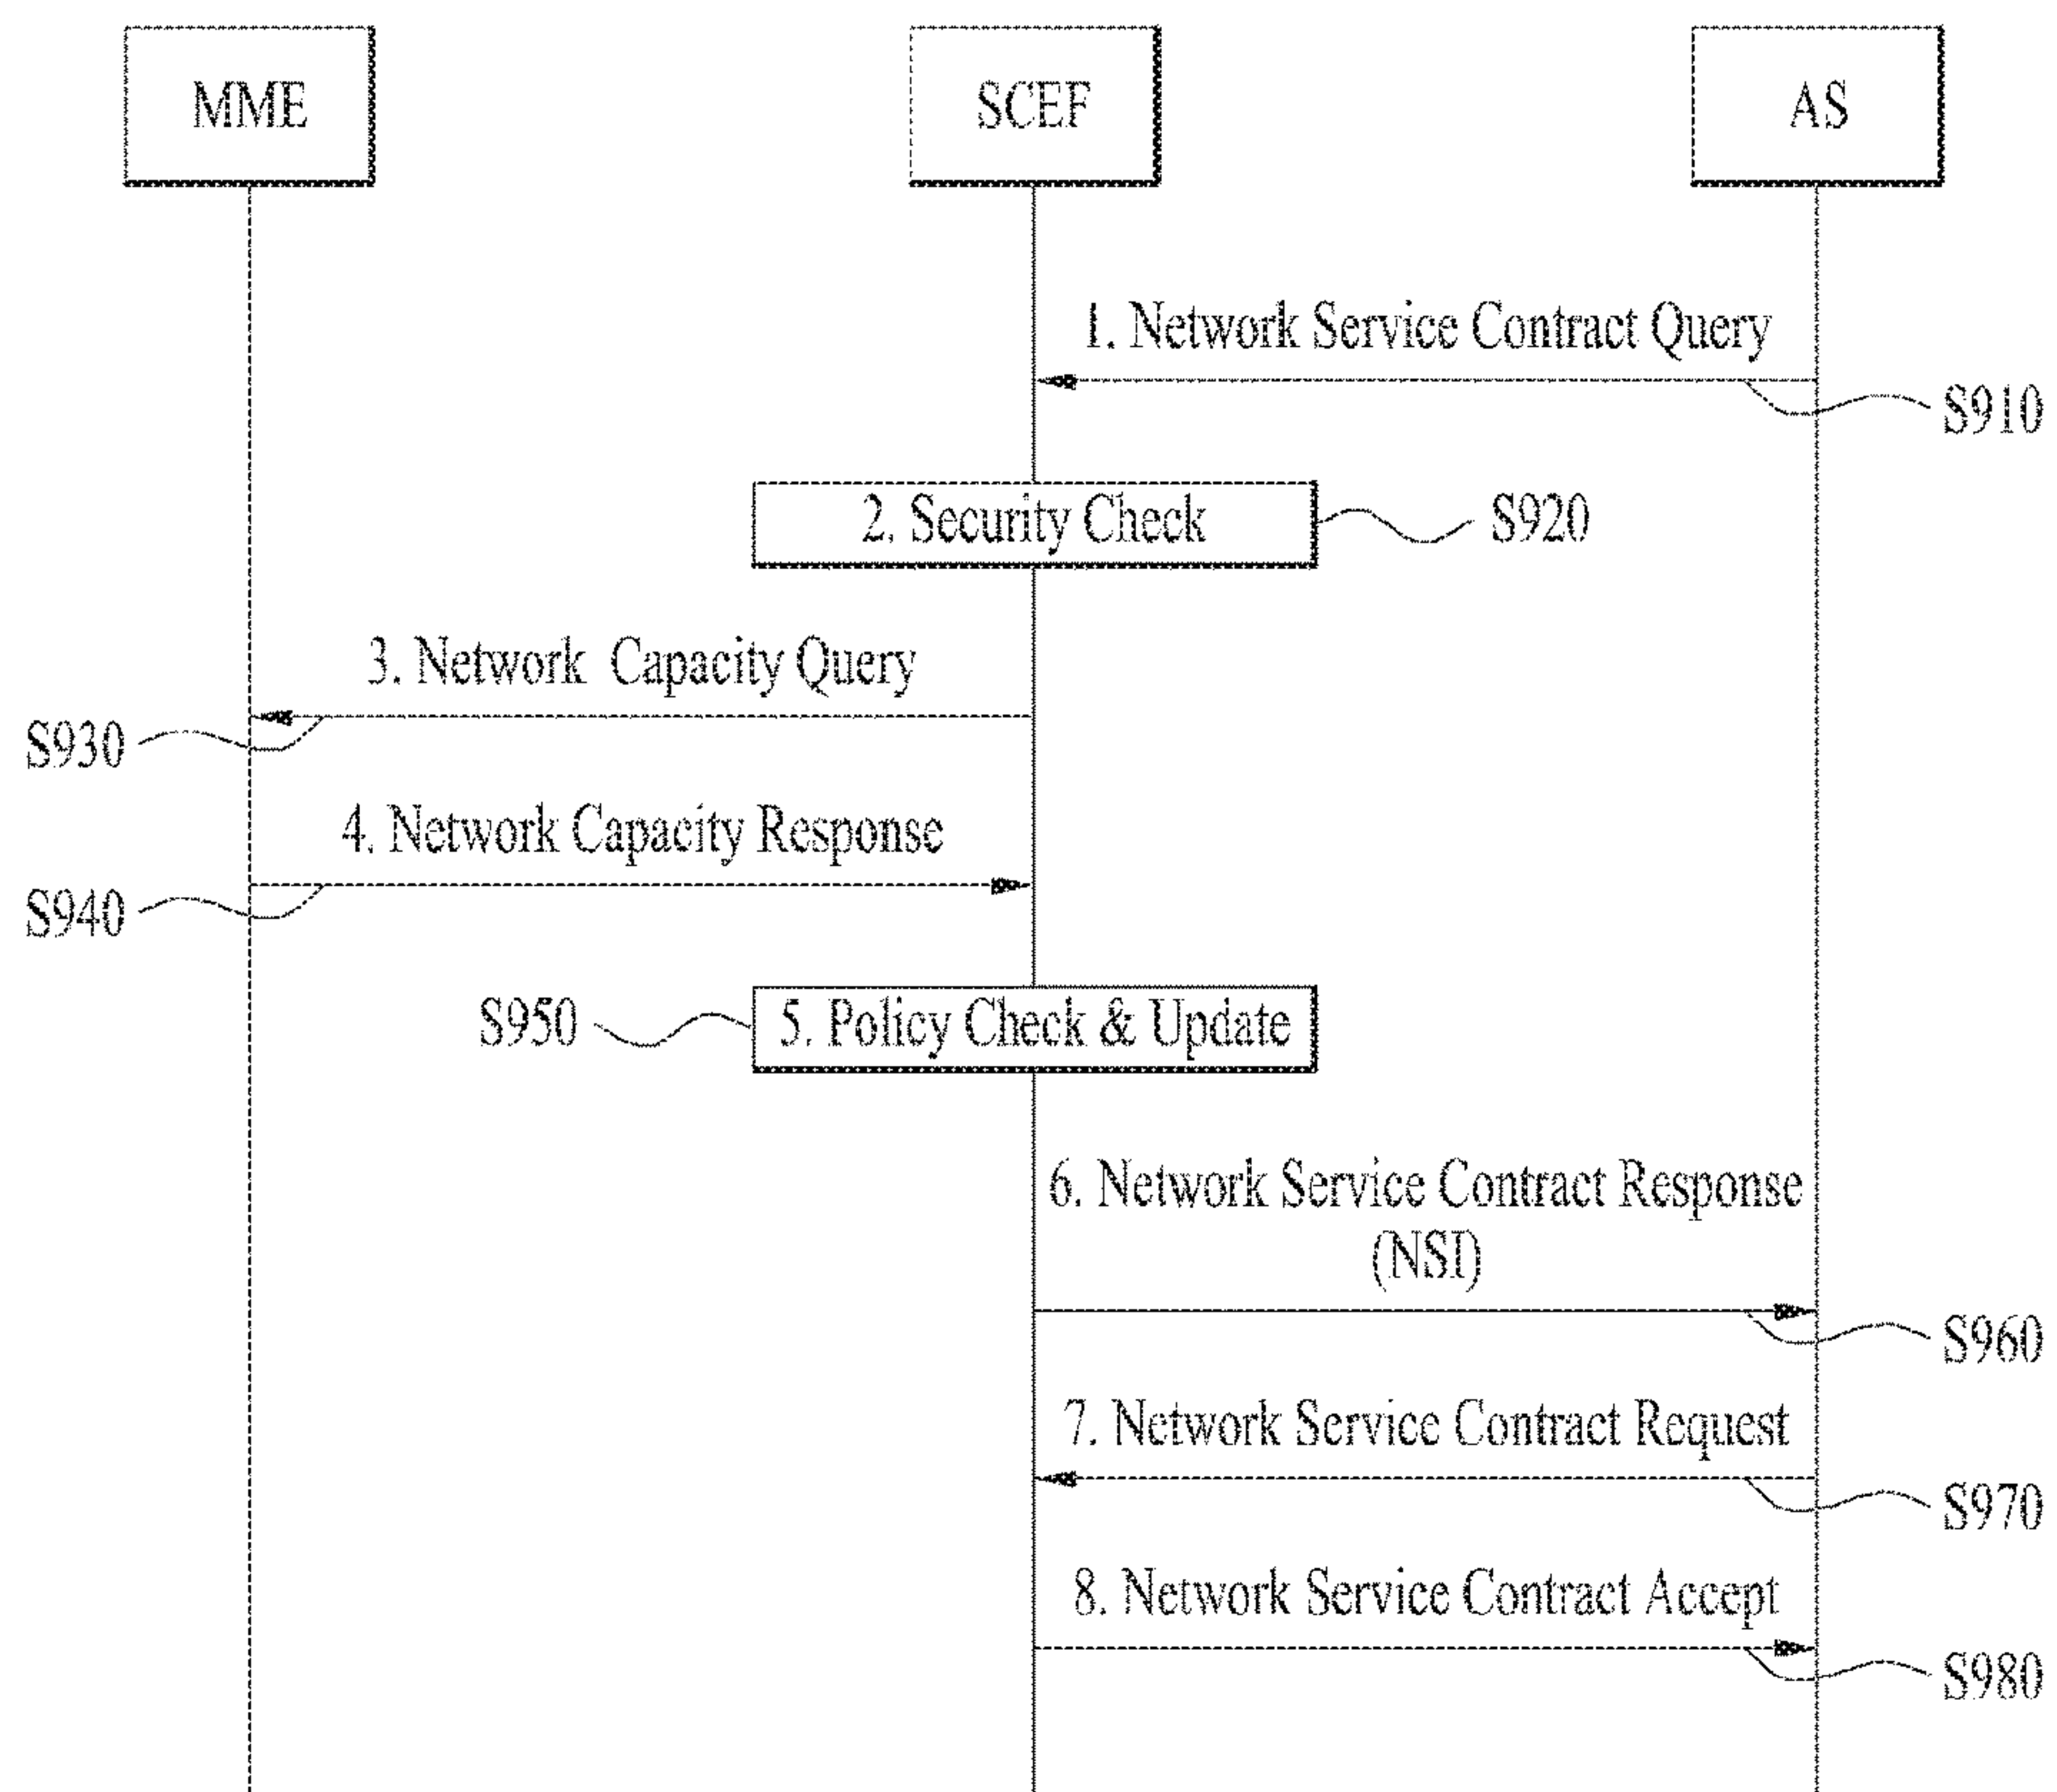 MME
SCEF
AS
1. Network Service Contract Query
S910
2. Security Check
S920
3. Network Capacity Query
S930
4. Network Capacity Response
S940
S950
5. Policy Check & Update
6. Network Service Contract Response
(NSI)
S960
7. Network Service Contract Request
S970
8. Network Service Contract Accept
S980